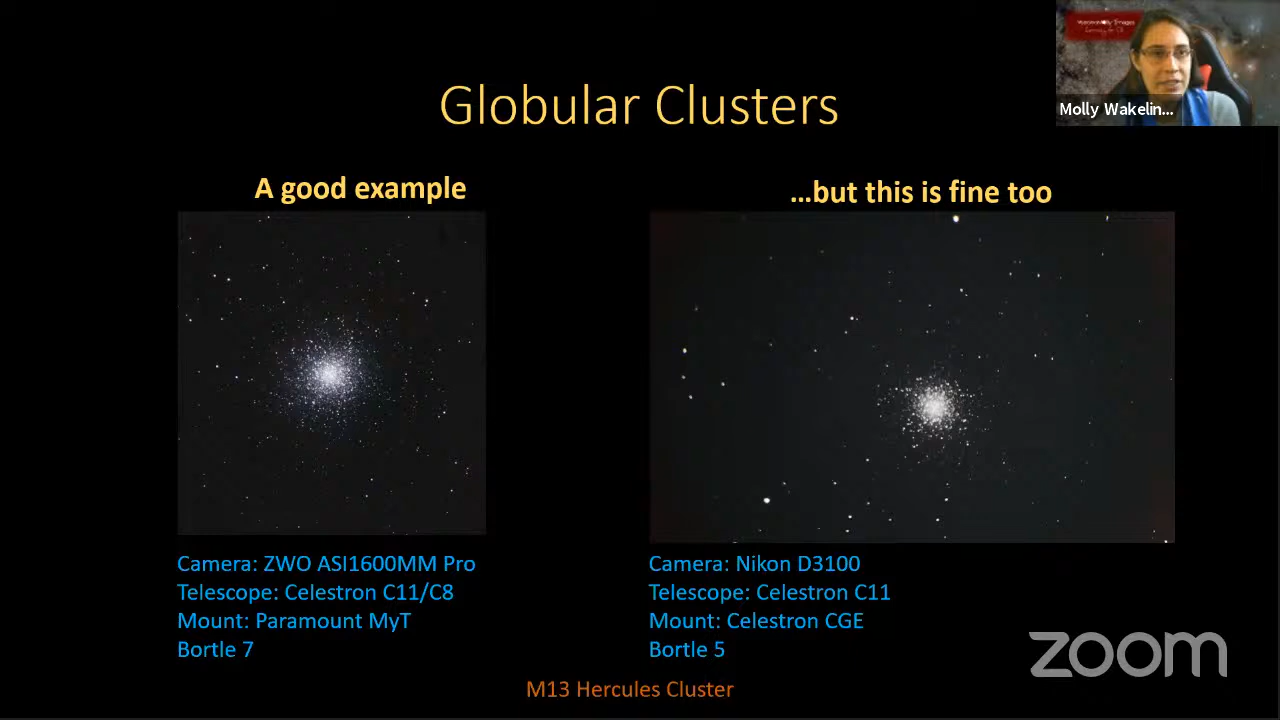 Molly Wakelin...
Globular Clusters
A good example
...but this is fine too
Camera: ZWO ASI1600MM Pro
Telescope: Celestron C11/C8
Mount: Paramount MyT
Bortle 7
Camera: Nikon D3100
Telescope: Celestron C11
Mount: Celestron CGE
Bortle 5
M13 Hercules Cluster
zoom